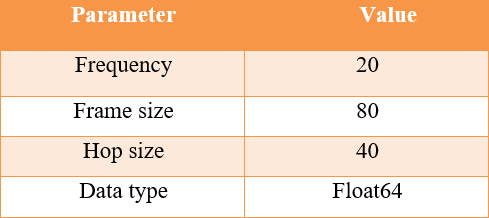 Parameter Value
Frequency 20
Frame size 80
Hop size 40
Data type Float64